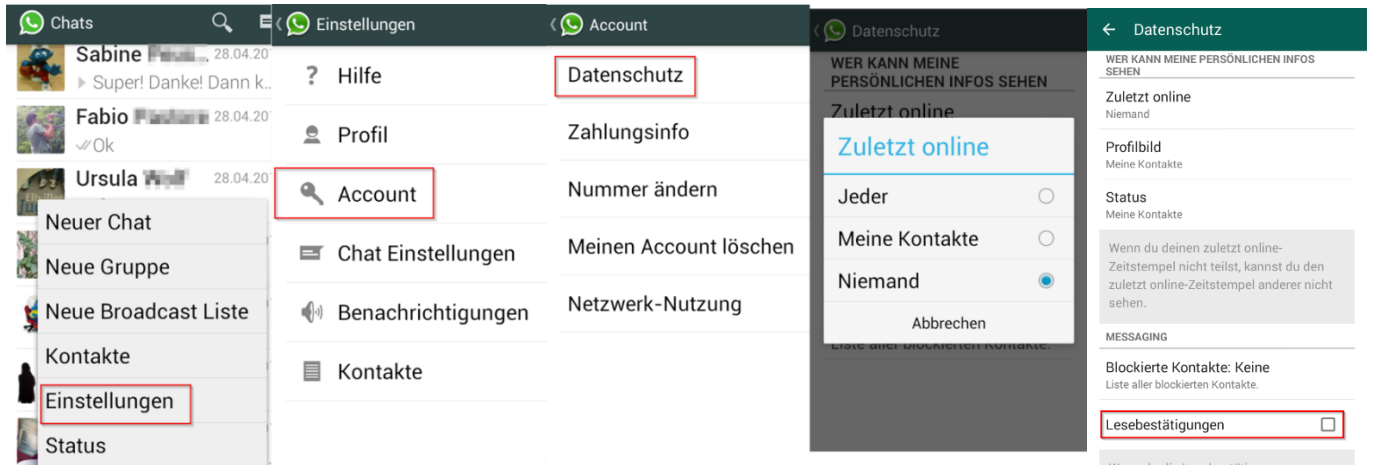 Chats
Sabine 28.04.20
Super! Danke! Dann k..
Fabio 28.04.20
Ok
Ursula 28.04.20
Neuer Chat
Neue Gruppe
Neue Broadcast Liste
Kontakte
Einstellungen
Status
Einstellungen
Hilfe
Profil
Account
Chat Einstellungen
Benachrichtigungen
Kontakte
Account
Datenschutz
Zahlungsinfo
Nummer ändern
Meinen Account löschen
Netzwerk-Nutzung
Datenschutz
WER KANN MEINE
PERSÖNLICHEN INFOS SEHEN
Zuletzt online
Zuletzt online
Jeder
Meine Kontakte
Niemand
Abbrechen
Liste aller blockierten Kontakte.
Datenschutz
WER KANN MEINE PERSÖNLICHEN INFOS
SEHEN
Zuletzt online
Niemand
Profilbild
Meine Kontakte
Status
Meine Kontakte
Wenn du deinen zuletzt online-
Zeitstempel nicht teilst, kannst du den
zuletzt online-Zeitstempel anderer nicht
sehen.
MESSAGING
Blockierte Kontakte: Keine
Liste aller blockierten Kontakte.
Lesebestätigungen